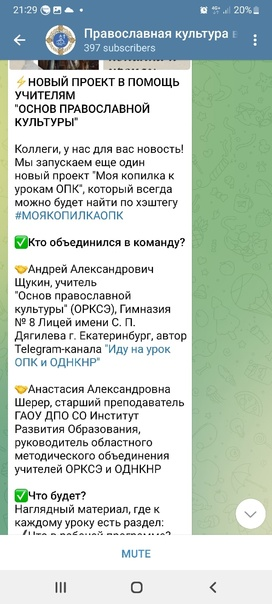 21:29
20%
Православная культура в
397 subscribers
⚡НОВЫЙ ПРОЕКТ В ПОМОЩЬ
УЧИТЕЛЯМ
"ОСНОВ ПРАВОСЛАВНОЙ
КУЛЬТУРЫ"
Коллеги, у нас для вас новость!
Мы запускаем еще один
новый проект "Моя копилка к
урокам ОПК", который всегда
можно будет найти по хэштегу
#МОЯКОПИЛКАОПК
✅Кто объединился в команду?
🤝Андрей Александрович
Щукин, учитель
"Основ православной
культуры" (ОРКСЭ), Гимназия
№ 8 Лицей имени С. П.
Дягилева г. Екатеринбург, автор
Telegram-канала "Иду на урок
ОПК и ОДНКНР"
🤝Анастасия Александровна
Шерер, старший преподаватель
ГАОУ ДПО СО Институт
Развития Образования,
руководитель областного
методического объединения
учителей ОРКСЭ и ОДНКНР
✅Что будет?
Наглядный материал, где к
каждому уроку есть раздел:
Что в рабочей программе?
MUTE